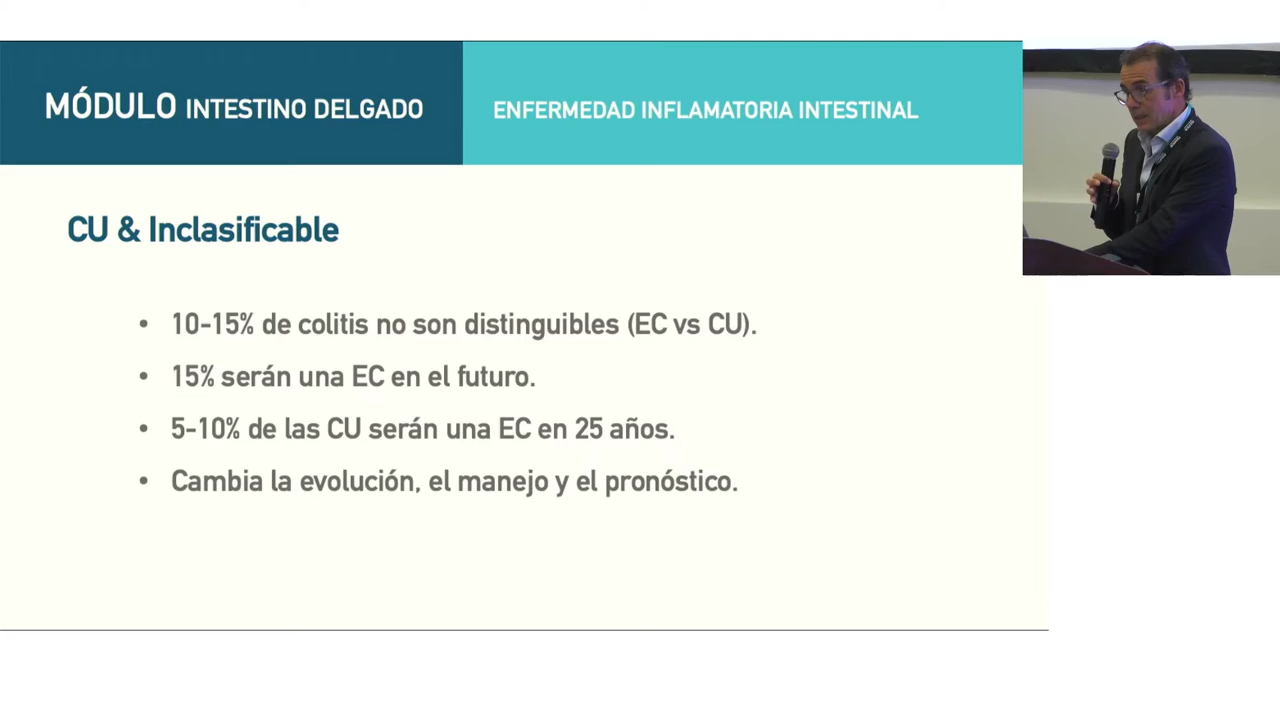 MÓDULO INTESTINO DELGADO
ENFERMEDAD INFLAMATORIA INTESTINAL
CU & Inclasificable
• 10-15% de colitis no son distinguibles (EC vs CU).
• 15% serán una EC en el futuro.
• 5-10% de las CU serán una EC en 25 años.
• Cambia la evolución, el manejo y el pronóstico.